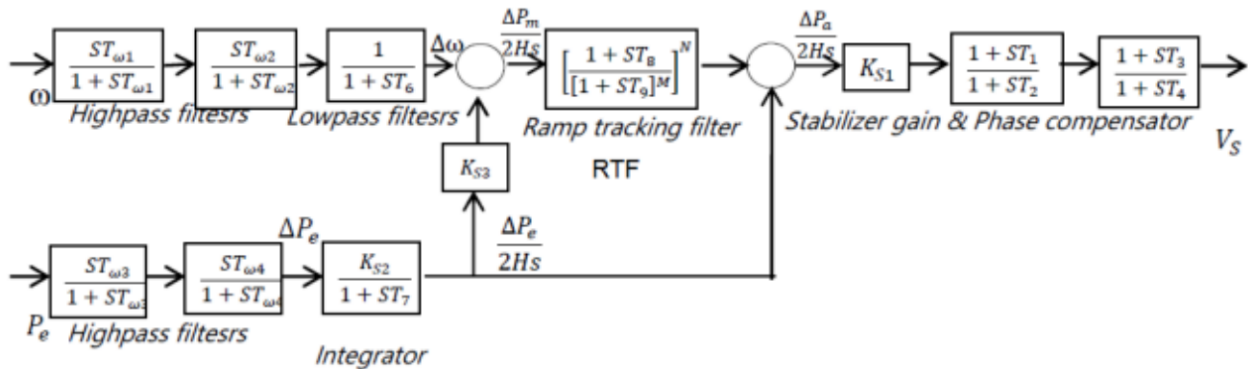 ω
ST_ω1 / 1 + ST_ω1
Highpass filtesrs
ST_ω2 / 1 + ST_ω2
1 / 1 + ST_6
Lowpass filtesrs
Δω
ΔP_m / 2Hs
[1 + ST_8 / [[1 + ST_9]^M]^N
Ramp tracking filter
RTF
ΔP_a / 2Hs
K_S1
1 + ST_1 / 1 + ST_2
1 + ST_3 / 1 + ST_4
Stabilizer gain & Phase compensator
V_S
K_S3
P_e
ST_ω3 / 1 + ST_ω3
Highpass filtesrs
ST_ω4 / 1 + ST_ω4
ΔP_e
K_S2 / 1 + ST_7
Integrator
ΔP_e / 2Hs